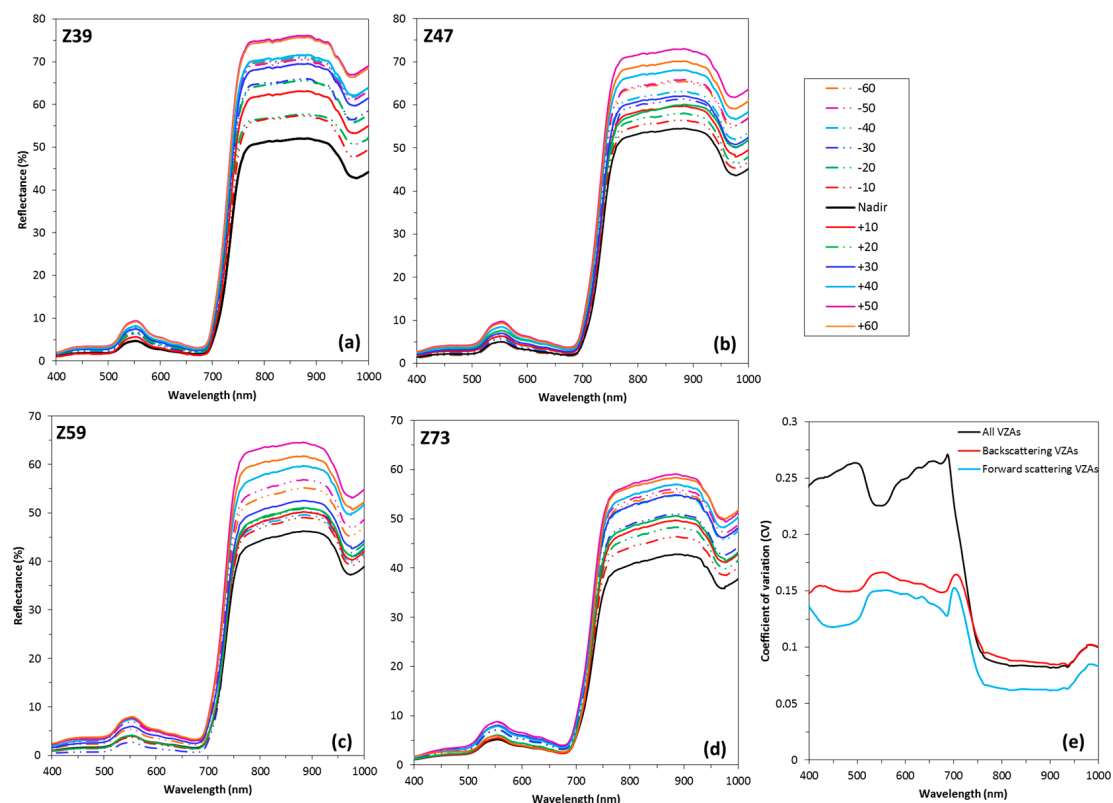 Z39
Reflectance (%)
80
70
60
50
40
30
20
10
0
400 500 600 700 800 900 1000
Wavelength (nm)
(a)
Z47
80
70
60
50
40
30
20
10
0
400 500 600 700 800 900 1000
Wavelength (nm)
(b)
-60
-50
-40
-30
-20
-10
Nadir
+10
+20
+30
+40
+50
+60
Z59
Reflectance (%)
70
60
50
40
30
20
10
0
400 500 600 700 800 900 1000
Wavelength (nm)
(c)
Z73
70
60
50
40
30
20
10
0
400 500 600 700 800 900 1000
Wavelength (nm)
(d)
Coefficient of variation (CV)
0.3
0.25
0.2
0.15
0.1
0.05
0
All VZAs
Backscattering VZAs
Forward scattering VZAs
400 500 600 700 800 900 1000
Wavelength (nm)
(e)